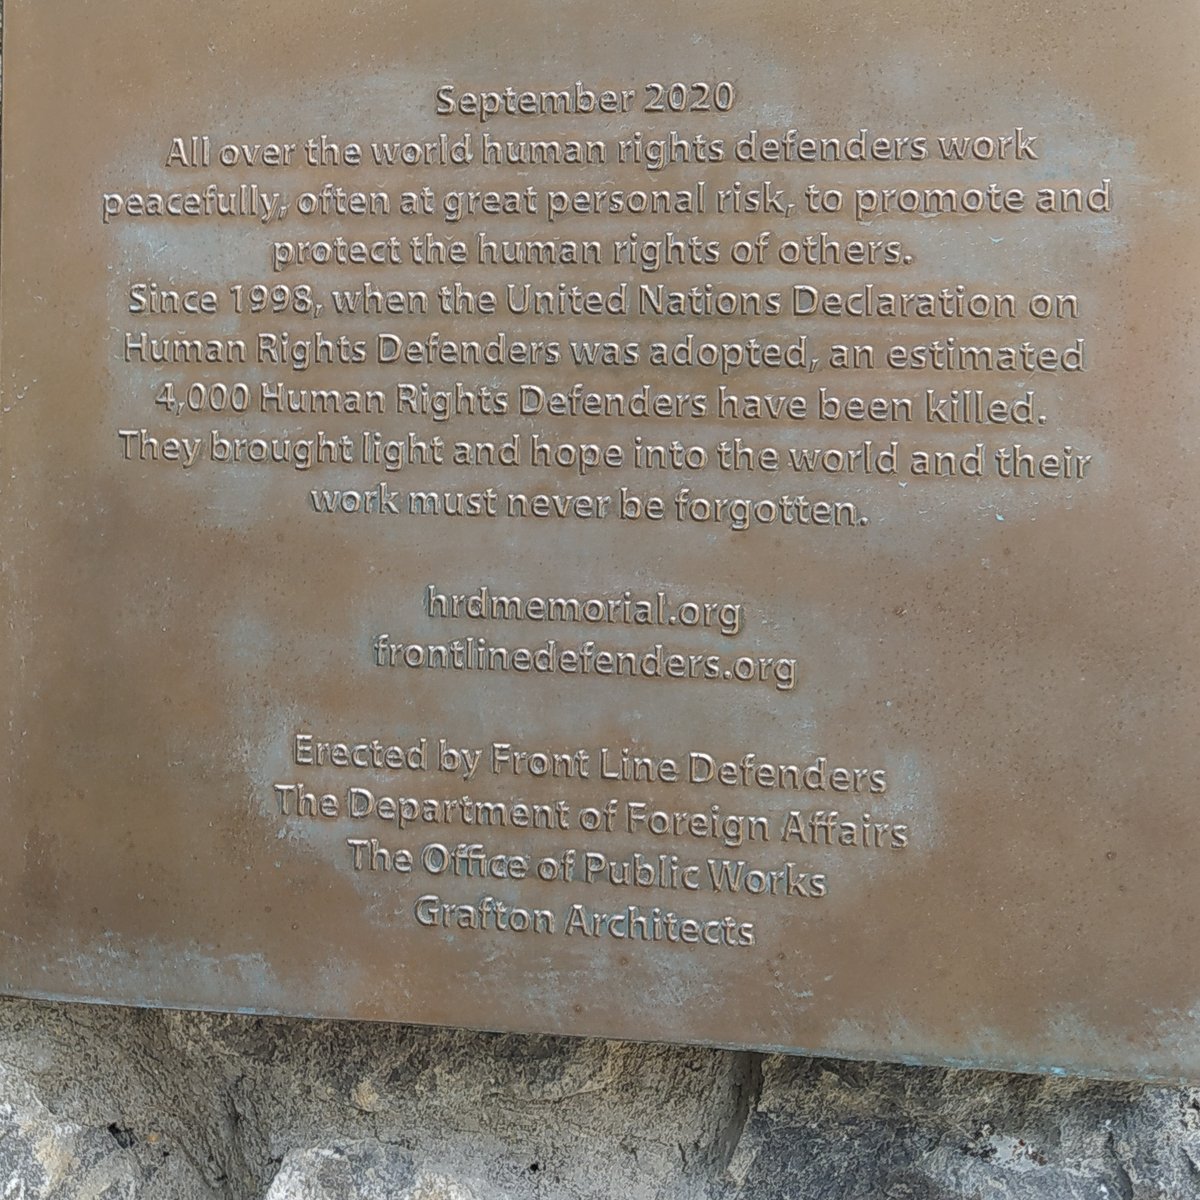 September 2020
All over the world human rights defenders work
peacefully, often at great personal risk, to promote and
protect the human rights of others.
Since 1998, when the United Nations Declaration on
Human Rights Defenders was adopted, an estimated
4,000 Human Rights Defenders have been killed.
They brought light and hope into the world and their
work must never be forgotten.
hrdmemorial.org
frontlinedefenders.org
Erected by Front Line Defenders
The Department of Foreign Affairs
The Office of Public Works
Grafton Architects